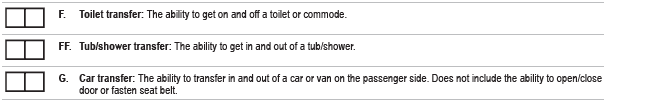 F. Toilet transfer: The ability to get on and off a toilet or commode.
FF. Tub/shower transfer: The ability to get in and out of a tub/shower.
G. Car transfer: The ability to transfer in and out of a car or van on the passenger side. Does not include the ability to open/close
door or fasten seat belt.